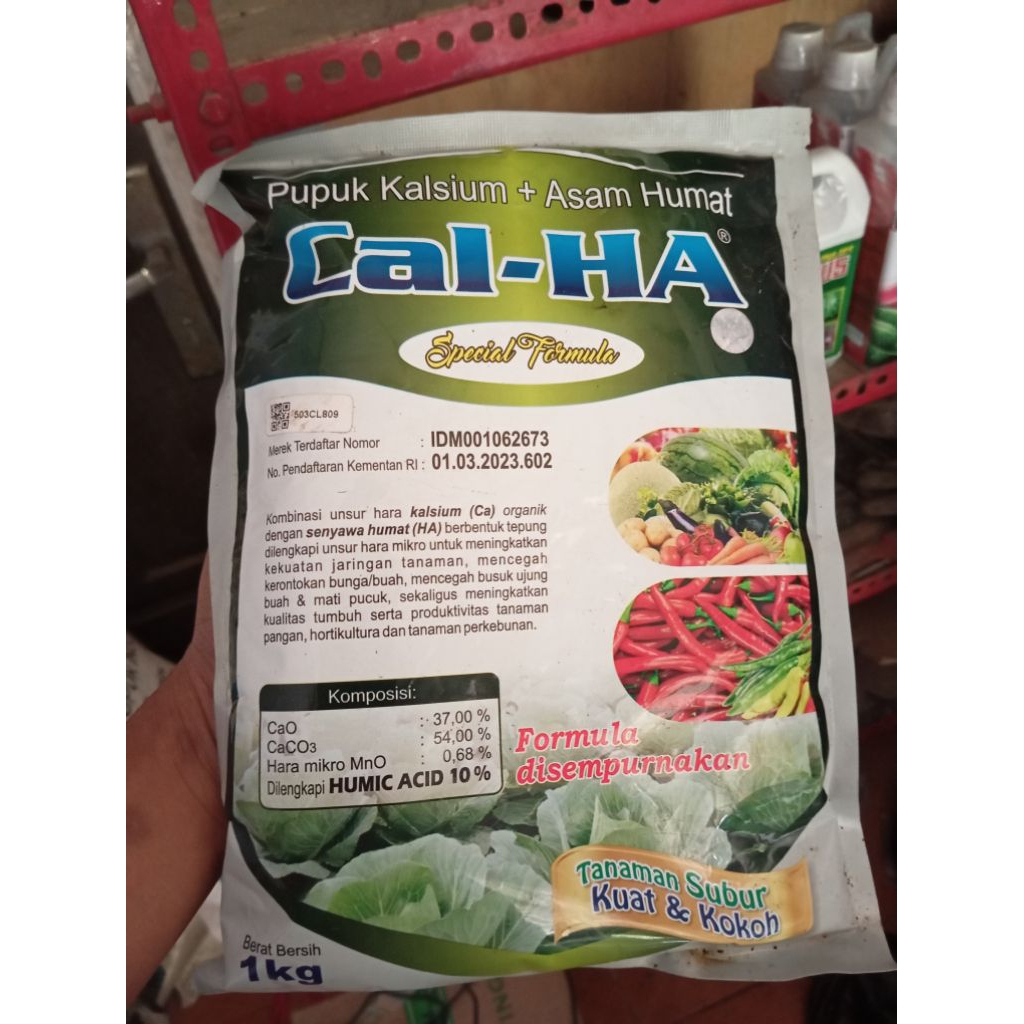 Pupuk Kalsium + Asam Humat
Cal-HA®
Special Formula
503CL809
Merek Terdaftar Nomor : IDM001062673
No. Pendaftaran Kementan RI : 01.03.2023.602
Kombinasi unsur hara kalsium (Ca) organik
dengan senyawa humat (HA) berbentuk tepung
dilengkapi unsur hara mikro untuk meningkatkan
kekuatan jaringan tanaman, mencegah
kerontokan bunga/buah, mencegah busuk ujung
buah & mati pucuk, sekaligus meningkatkan
kualitas tumbuh serta produktivitas tanaman
pangan, hortikultura dan tanaman perkebunan.
Komposisi:
CaO : 37,00 %
CaCO3 : 54,00 %
Hara mikro MnO : 0,68 %
Dilengkapi HUMIC ACID 10%
Formula
disempurnakan
Tanaman Subur
Kuat & Kokoh
Berat Bersih
1kg